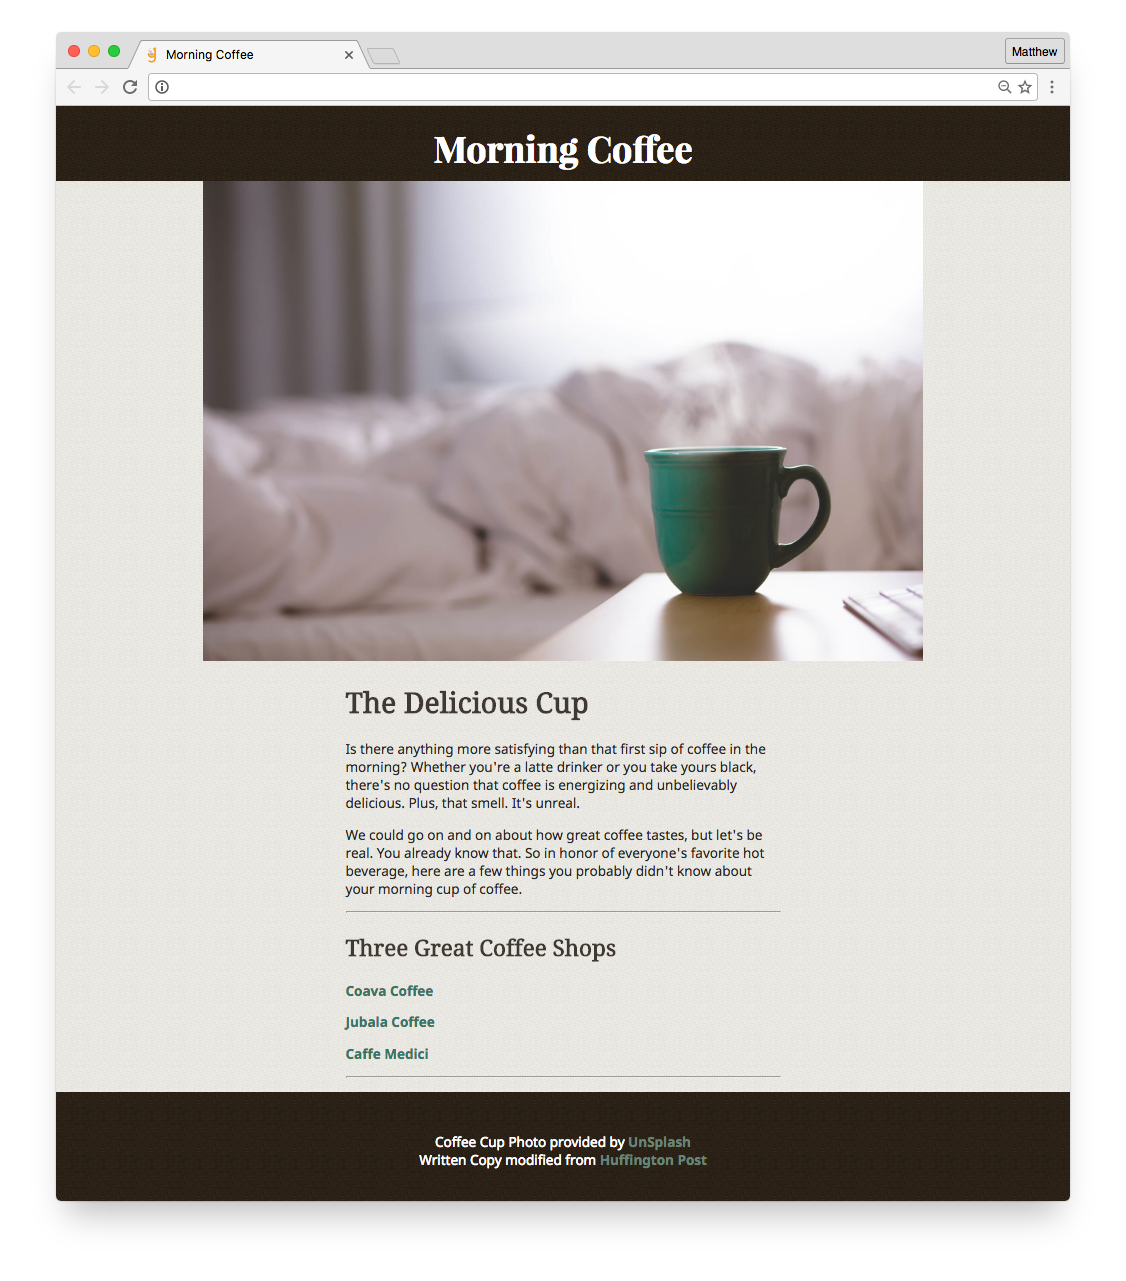 Morning Coffee
Matthew
Morning Coffee
The Delicious Cup
Is there anything more satisfying than that first sip of coffee in the
morning? Whether you're a latte drinker or you take yours black,
there's no question that coffee is energizing and unbelievably
delicious. Plus, that smell. It's unreal.
We could go on and on about how great coffee tastes, but let's be
real. You already know that. So in honor of everyone's favorite hot
beverage, here are a few things you probably didn't know about
your morning cup of coffee.
Three Great Coffee Shops
Coava Coffee
Jubala Coffee
Caffe Medici
Coffee Cup Photo provided by UnSplash
Written Copy modified from Huffington Post